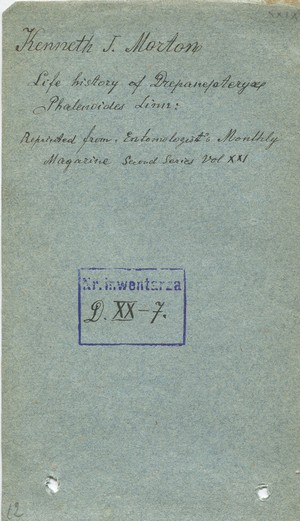 Kenneth J. Morton
Life history of Drepanopteryx
Phalenoides Linn:
Reprinted from. Entomologist's Monthly
Magazine Second Series Vol XXI
Nr. inwentarza
D. XX-7.
12